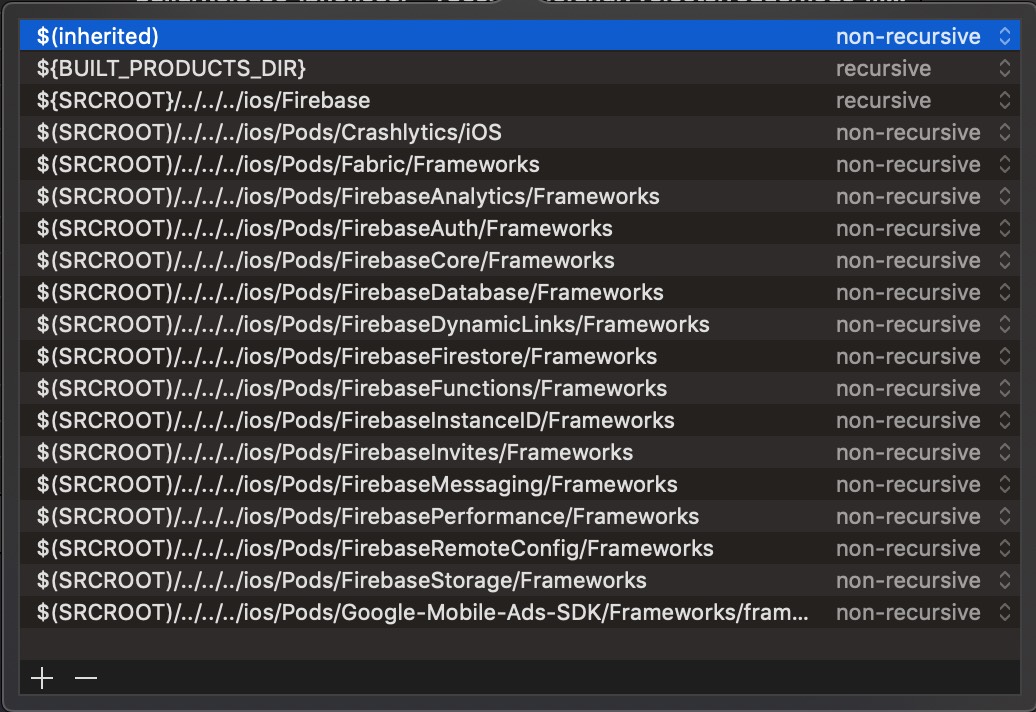 $(inherited) non-recursive
${BUILT_PRODUCTS_DIR} recursive
${SRCROOT}/../../../ios/Firebase recursive
$(SRCROOT)/../../../ios/Pods/Crashlytics/iOS non-recursive
$(SRCROOT)/../../../ios/Pods/Fabric/Frameworks non-recursive
$(SRCROOT)/../../../ios/Pods/FirebaseAnalytics/Frameworks non-recursive
$(SRCROOT)/../../../ios/Pods/FirebaseAuth/Frameworks non-recursive
$(SRCROOT)/../../../ios/Pods/FirebaseCore/Frameworks non-recursive
$(SRCROOT)/../../../ios/Pods/FirebaseDatabase/Frameworks non-recursive
$(SRCROOT)/../../../ios/Pods/FirebaseDynamicLinks/Frameworks non-recursive
$(SRCROOT)/../../../ios/Pods/FirebaseFirestore/Frameworks non-recursive
$(SRCROOT)/../../../ios/Pods/FirebaseFunctions/Frameworks non-recursive
$(SRCROOT)/../../../ios/Pods/FirebaseInstanceID/Frameworks non-recursive
$(SRCROOT)/../../../ios/Pods/FirebaseInvites/Frameworks non-recursive
$(SRCROOT)/../../../ios/Pods/FirebaseMessaging/Frameworks non-recursive
$(SRCROOT)/../../../ios/Pods/FirebasePerformance/Frameworks non-recursive
$(SRCROOT)/../../../ios/Pods/FirebaseRemoteConfig/Frameworks non-recursive
$(SRCROOT)/../../../ios/Pods/FirebaseStorage/Frameworks non-recursive
$(SRCROOT)/../../../ios/Pods/Google-Mobile-Ads-SDK/Frameworks/fram... non-recursive